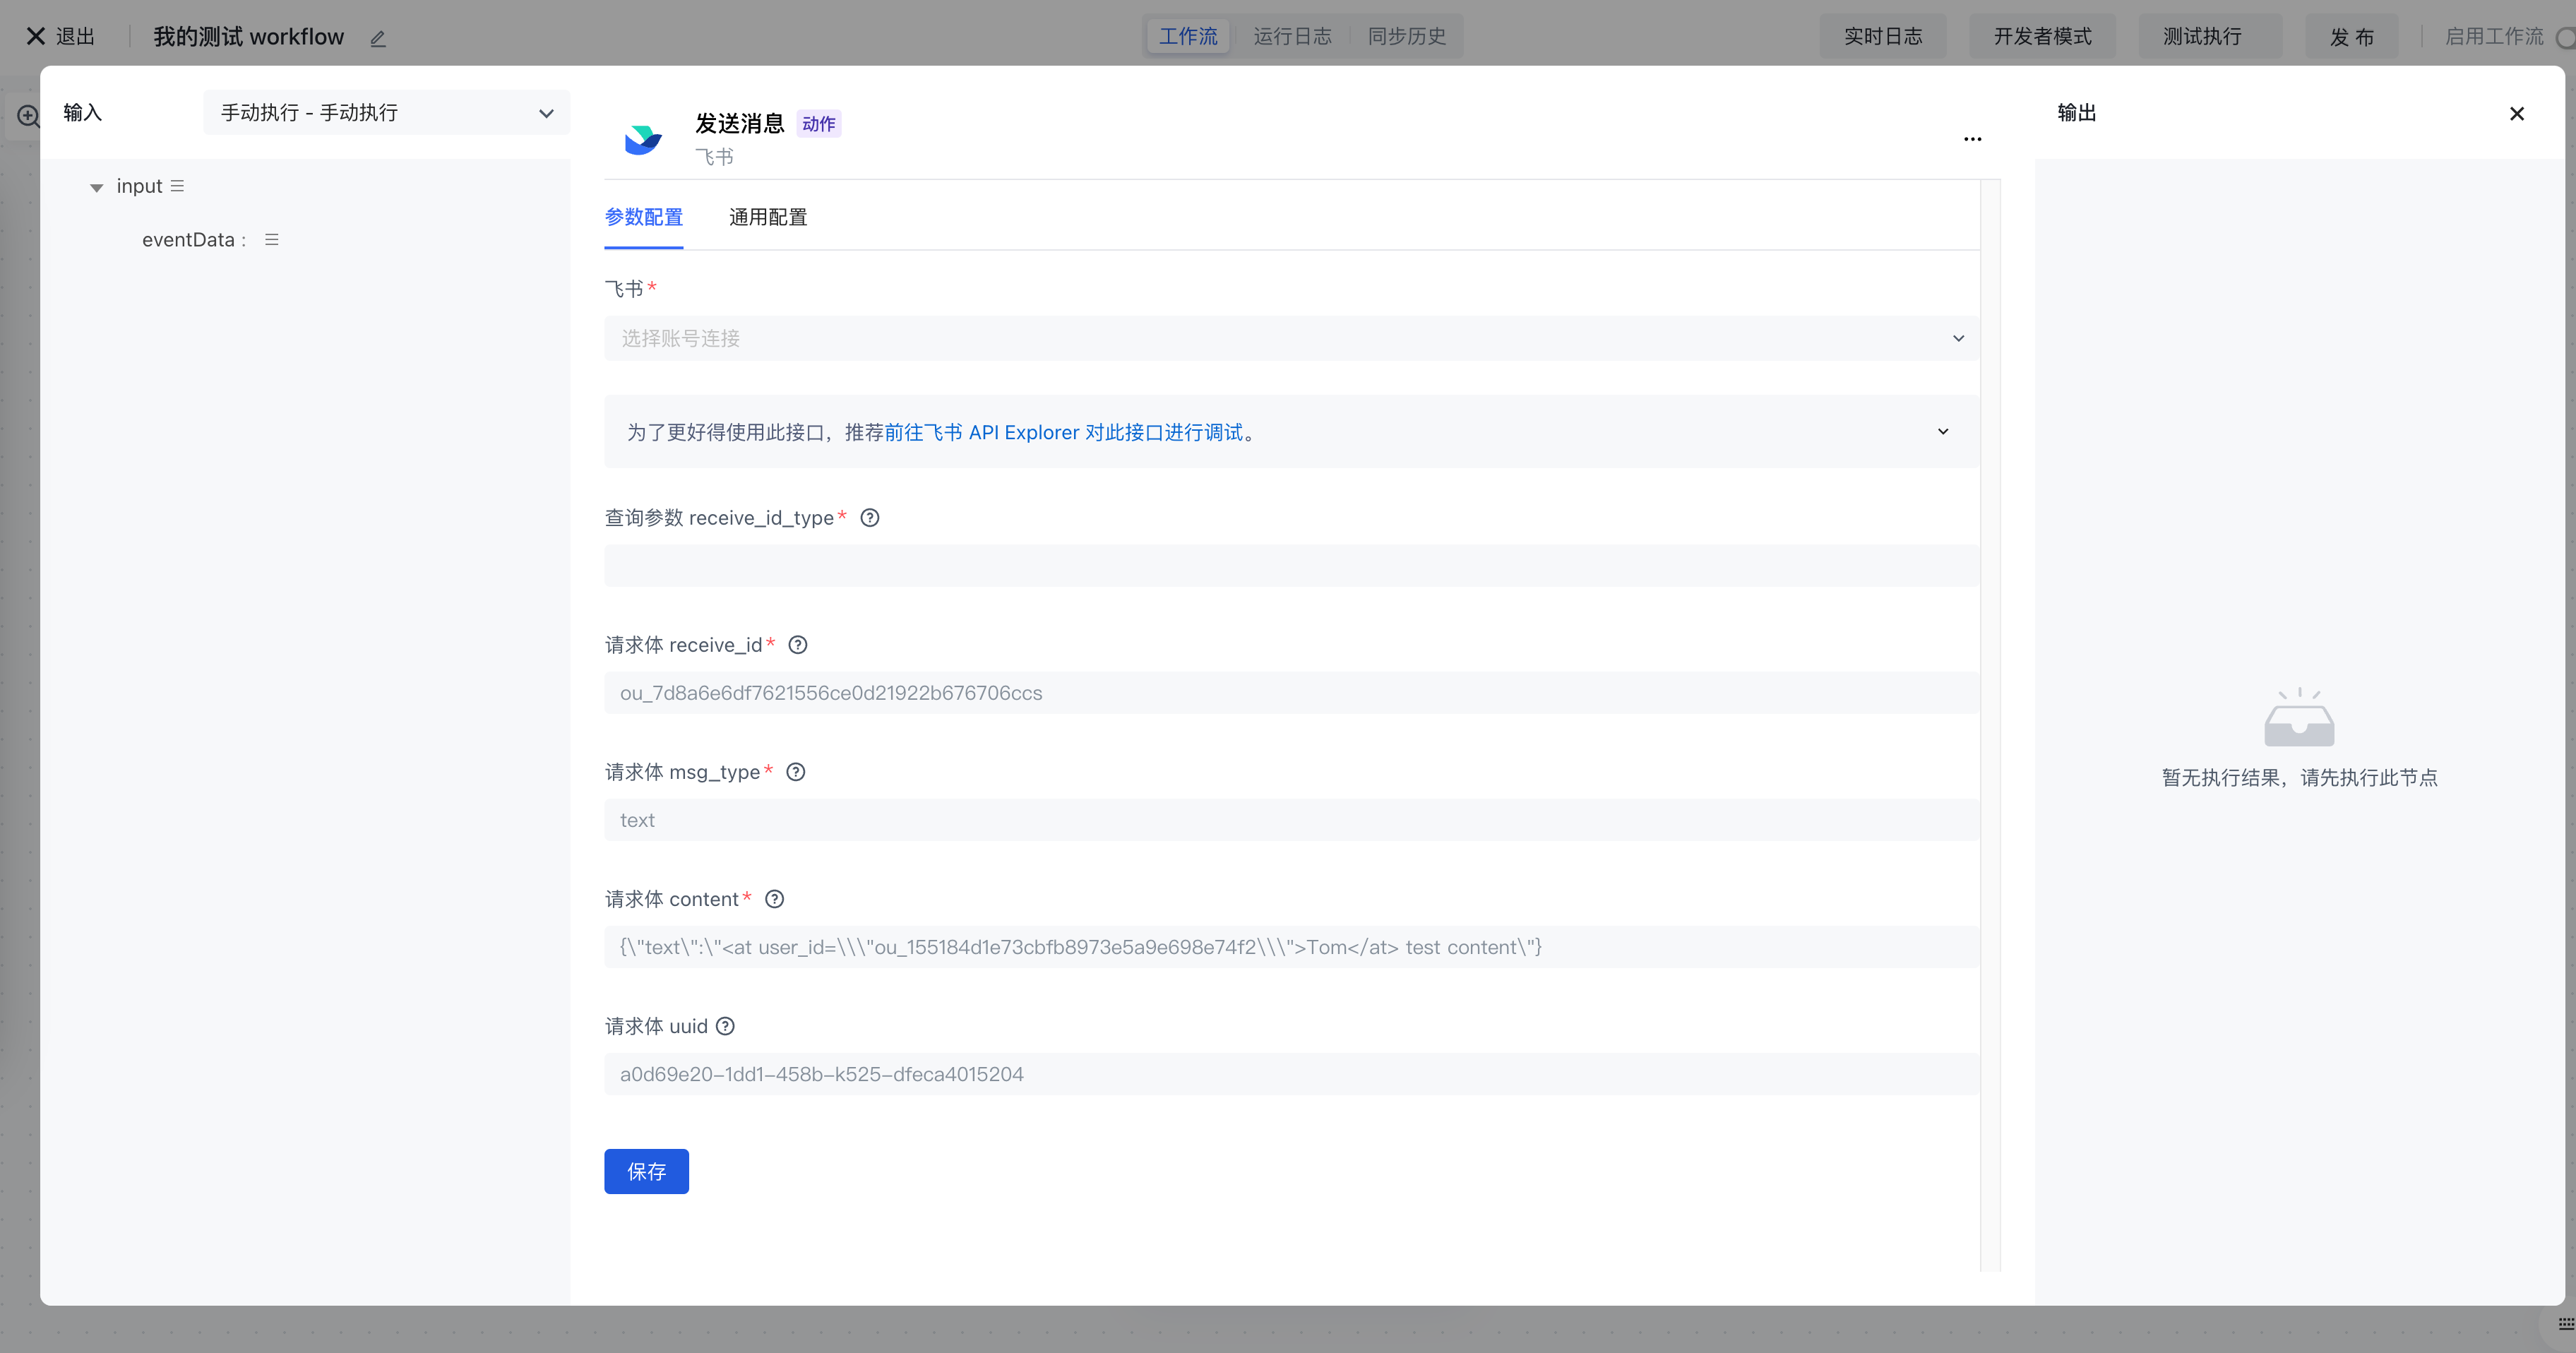 退出
我的测试 workflow
工作流
运行日志
同步历史
实时日志
开发者模式
测试执行
发 布
启用工作流
输入
手动执行 - 手动执行
input
eventData :
发送消息 动作
飞书
参数配置
通用配置
飞书*
选择账号连接
为了更好得使用此接口，推荐前往飞书 API Explorer 对此接口进行调试。
查询参数 receive_id_type*
请求体 receive_id*
ou_7d8a6e6df7621556ce0d21922b676706ccs
请求体 msg_type*
text
请求体 content*
{\"text\":\"<at user_id=\\\"ou_155184d1e73cbfb8973e5a9e698e74f2\\\">Tom</at> test content\"}
请求体 uuid
a0d69e20-1dd1-458b-k525-dfeca4015204
保存
输出
暂无执行结果，请先执行此节点